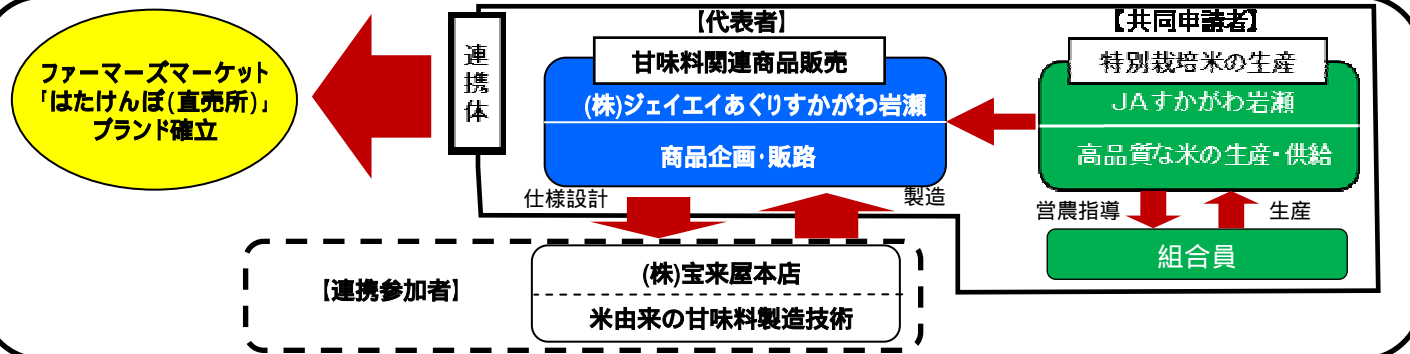 ファーマーズマーケット
「はたけんぼ(直売所)」
ブランド確立
連携体
【代表者】
甘味料関連商品販売
(株)ジェイエイあぐりすかがわ岩瀬
商品企画・販路
【共同申請者】
特別栽培米の生産
JAすかがわ岩瀬
高品質な米の生産・供給
仕様設計
製造
営農指導
生産
組合員
【連携参加者】
(株)宝来屋本店
米由来の甘味料製造技術